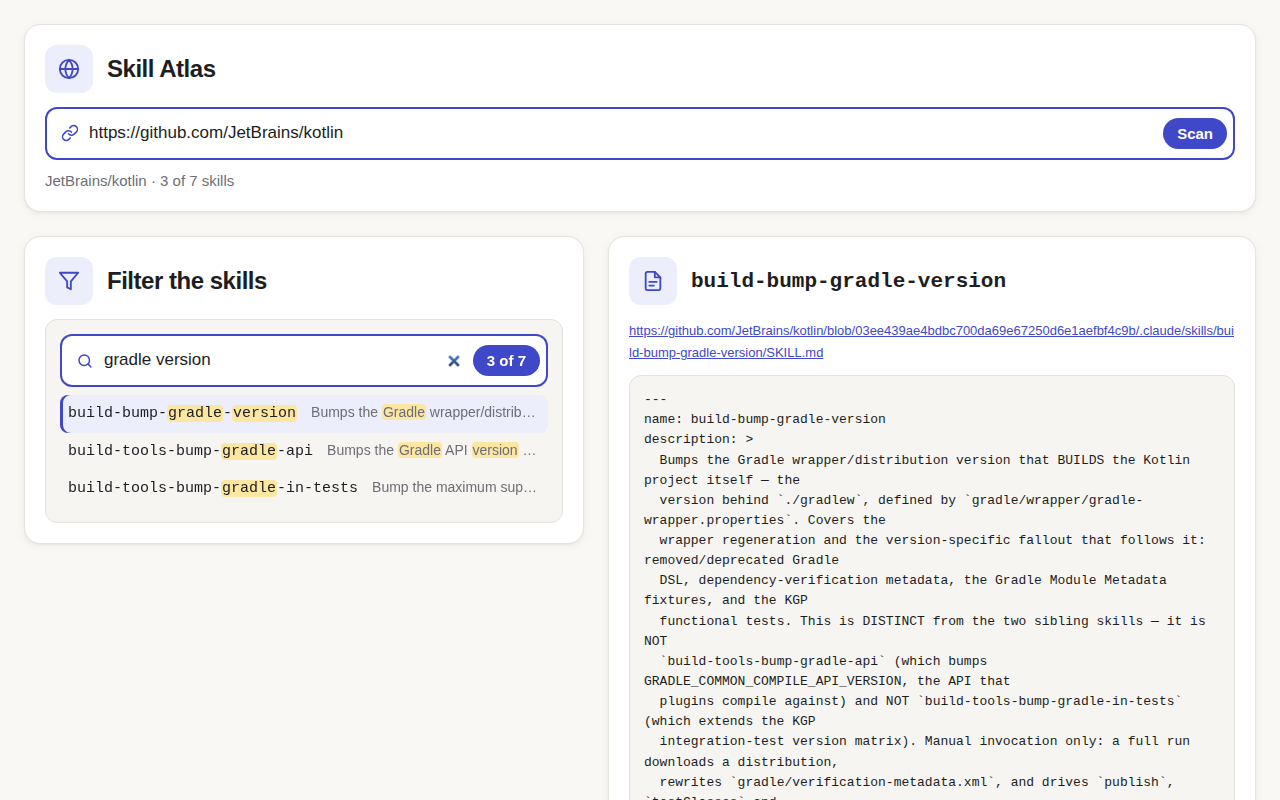 Skill Atlas
https://github.com/JetBrains/kotlin
Scan
JetBrains/kotlin · 3 of 7 skills
Filter the skills
gradle version
3 of 7
build-bump-gradle-version Bumps the Gradle wrapper/distrib…
build-tools-bump-gradle-api Bumps the Gradle API version …
build-tools-bump-gradle-in-tests Bump the maximum sup…
build-bump-gradle-version
https://github.com/JetBrains/kotlin/blob/03ee439ae4bdbc700da69e67250d6e1aefbf4c9b/.claude/skills/bui
ld-bump-gradle-version/SKILL.md
---
name: build-bump-gradle-version
description: >
Bumps the Gradle wrapper/distribution version that BUILDS the Kotlin
project itself — the
version behind `./gradlew`, defined by `gradle/wrapper/gradle-
wrapper.properties`. Covers the
wrapper regeneration and the version-specific fallout that follows it:
removed/deprecated Gradle
DSL, dependency-verification metadata, the Gradle Module Metadata
fixtures, and the KGP
functional tests. This is DISTINCT from the two sibling skills — it is
NOT
`build-tools-bump-gradle-api` (which bumps
GRADLE_COMMON_COMPILE_API_VERSION, the API that
plugins compile against) and NOT `build-tools-bump-gradle-in-tests`
(which extends the KGP
integration-test version matrix). Manual invocation only: a full run
downloads a distribution,
rewrites `gradle/verification-metadata.xml`, and drives `publish`,
`testClasses` and